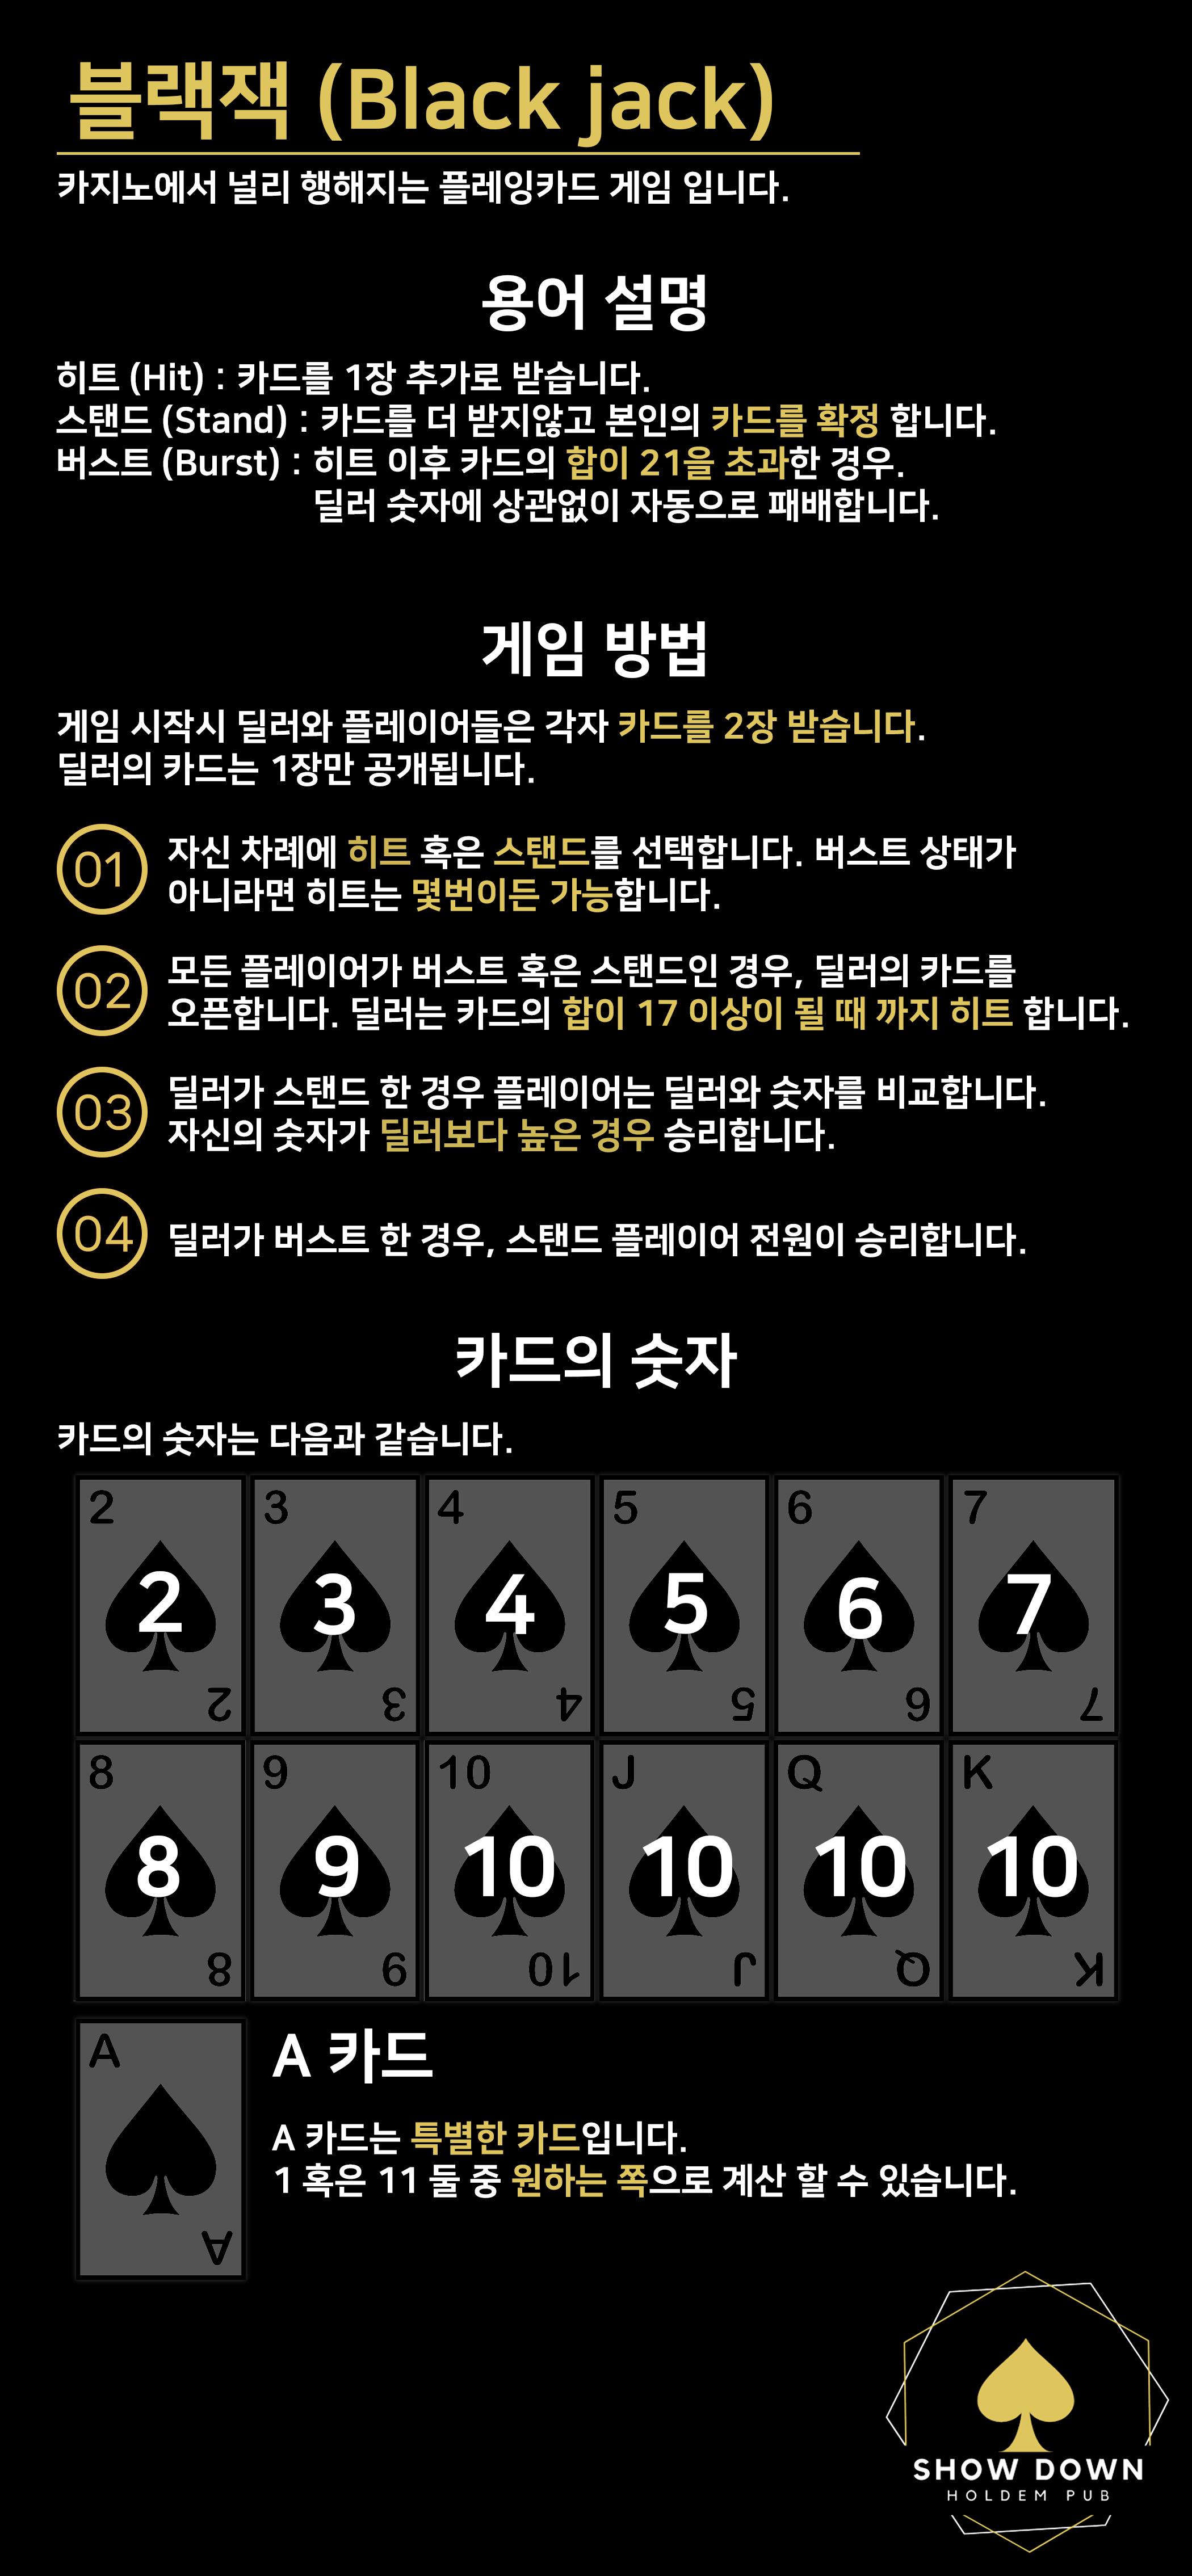 블랙잭 (Black jack)
카지노에서 널리 행해지는 플레잉카드 게임 입니다.
용어 설명
히트 (Hit) : 카드를 1장 추가로 받습니다.
스탠드 (Stand) : 카드를 더 받지않고 본인의 카드를 확정 합니다.
버스트 (Burst) : 히트 이후 카드의 합이 21을 초과한 경우.
딜러 숫자에 상관없이 자동으로 패배합니다.
게임 방법
게임 시작시 딜러와 플레이어들은 각자 카드를 2장 받습니다.
딜러의 카드는 1장만 공개됩니다.
01
자신 차례에 히트 혹은 스탠드를 선택합니다. 버스트 상태가
아니라면 히트는 몇번이든 가능합니다.
02
모든 플레이어가 버스트 혹은 스탠드인 경우, 딜러의 카드를
오픈합니다. 딜러는 카드의 합이 17 이상이 될 때 까지 히트 합니다.
03
딜러가 스탠드 한 경우 플레이어는 딜러와 숫자를 비교합니다.
자신의 숫자가 딜러보다 높은 경우 승리합니다.
04
딜러가 버스트 한 경우, 스탠드 플레이어 전원이 승리합니다.
카드의 숫자
카드의 숫자는 다음과 같습니다.
2 3 4 5 6 7
2 3 4 5 6 7
2 3 4 5 6 7
8 9 10 J Q K
8 9 10 10 10 10
8 9 10 J Q K
A
A
A 카드
A 카드는 특별한 카드입니다.
1 혹은 11 둘 중 원하는 쪽으로 계산 할 수 있습니다.
SHOW DOWN
HOLDEM PUB